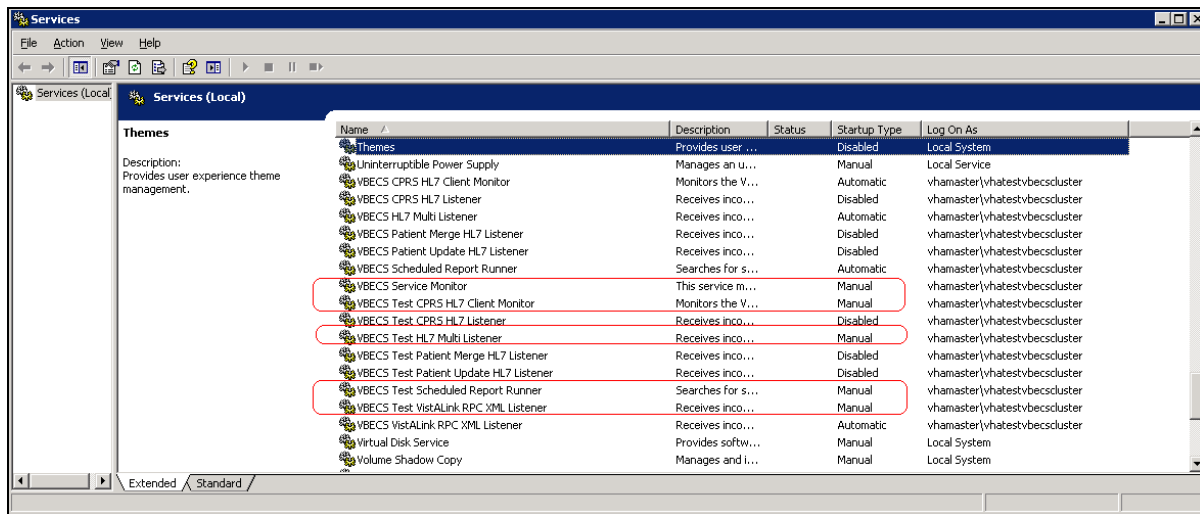 Services
File Action View Help
Services (Local
Services (Local)
Themes
Description:
Provides user experience theme
management.
Name Description Status Startup Type Log On As
Themes Provides user ... Disabled Local System
Uninterruptible Power Supply Manages an u... Manual Local Service
VBECS CPRS HL7 Client Monitor Monitors the V... Automatic vhamaster\vhatestvbecscluster
VBECS CPRS HL7 Listener Receives inco... Disabled vhamaster\vhatestvbecscluster
VBECS HL7 Multi Listener Receives inco... Automatic vhamaster\vhatestvbecscluster
VBECS Patient Merge HL7 Listener Receives inco... Disabled vhamaster\vhatestvbecscluster
VBECS Patient Update HL7 Listener Receives inco... Disabled vhamaster\vhatestvbecscluster
VBECS Scheduled Report Runner Searches for s... Automatic vhamaster\vhatestvbecscluster
VBECS Service Monitor This service m... Manual vhamaster\vhatestvbecscluster
VBECS Test CPRS HL7 Client Monitor Monitors the V... Manual vhamaster\vhatestvbecscluster
VBECS Test CPRS HL7 Listener Receives inco... Disabled vhamaster\vhatestvbecscluster
VBECS Test HL7 Multi Listener Receives inco... Manual vhamaster\vhatestvbecscluster
VBECS Test Patient Merge HL7 Listener Receives inco... Disabled vhamaster\vhatestvbecscluster
VBECS Test Patient Update HL7 Listener Receives inco... Disabled vhamaster\vhatestvbecscluster
VBECS Test Scheduled Report Runner Searches for s... Manual vhamaster\vhatestvbecscluster
VBECS Test VistALink RPC XML Listener Receives inco... Manual vhamaster\vhatestvbecscluster
VBECS VistALink RPC XML Listener Receives inco... Automatic vhamaster\vhatestvbecscluster
Virtual Disk Service Provides softw... Manual Local System
Volume Shadow Copy Manages and i... Manual Local System
Extended Standard